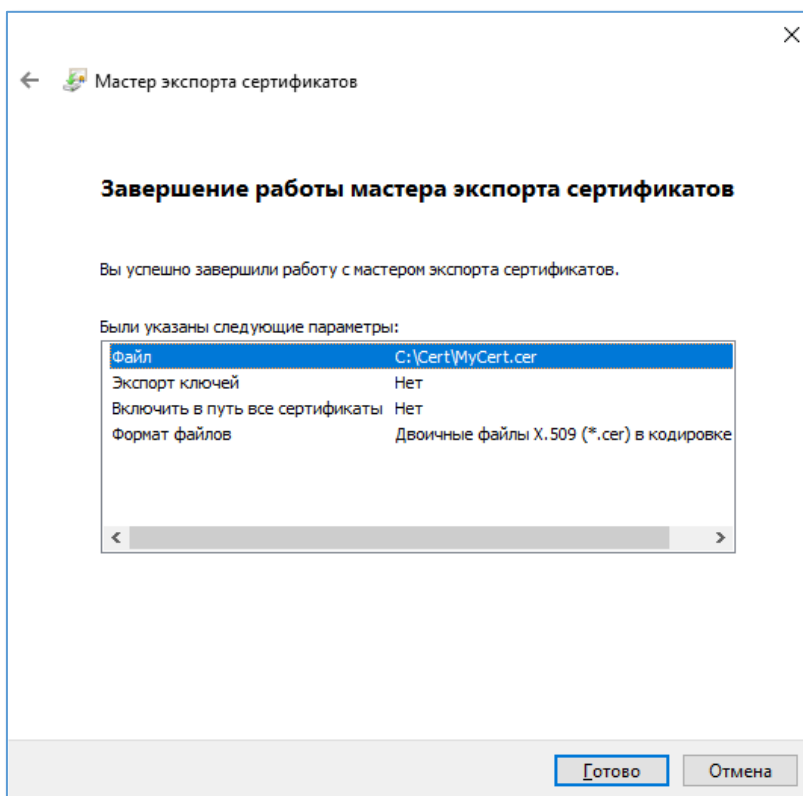 Мастер экспорта сертификатов
Завершение работы мастера экспорта сертификатов
Вы успешно завершили работу с мастером экспорта сертификатов.
Были указаны следующие параметры:
Файл C:\Cert\MyCert.cer
Экспорт ключей Нет
Включить в путь все сертификаты Нет
Формат файлов Двоичные файлы X.509 (*.cer) в кодировке
Готово Отмена